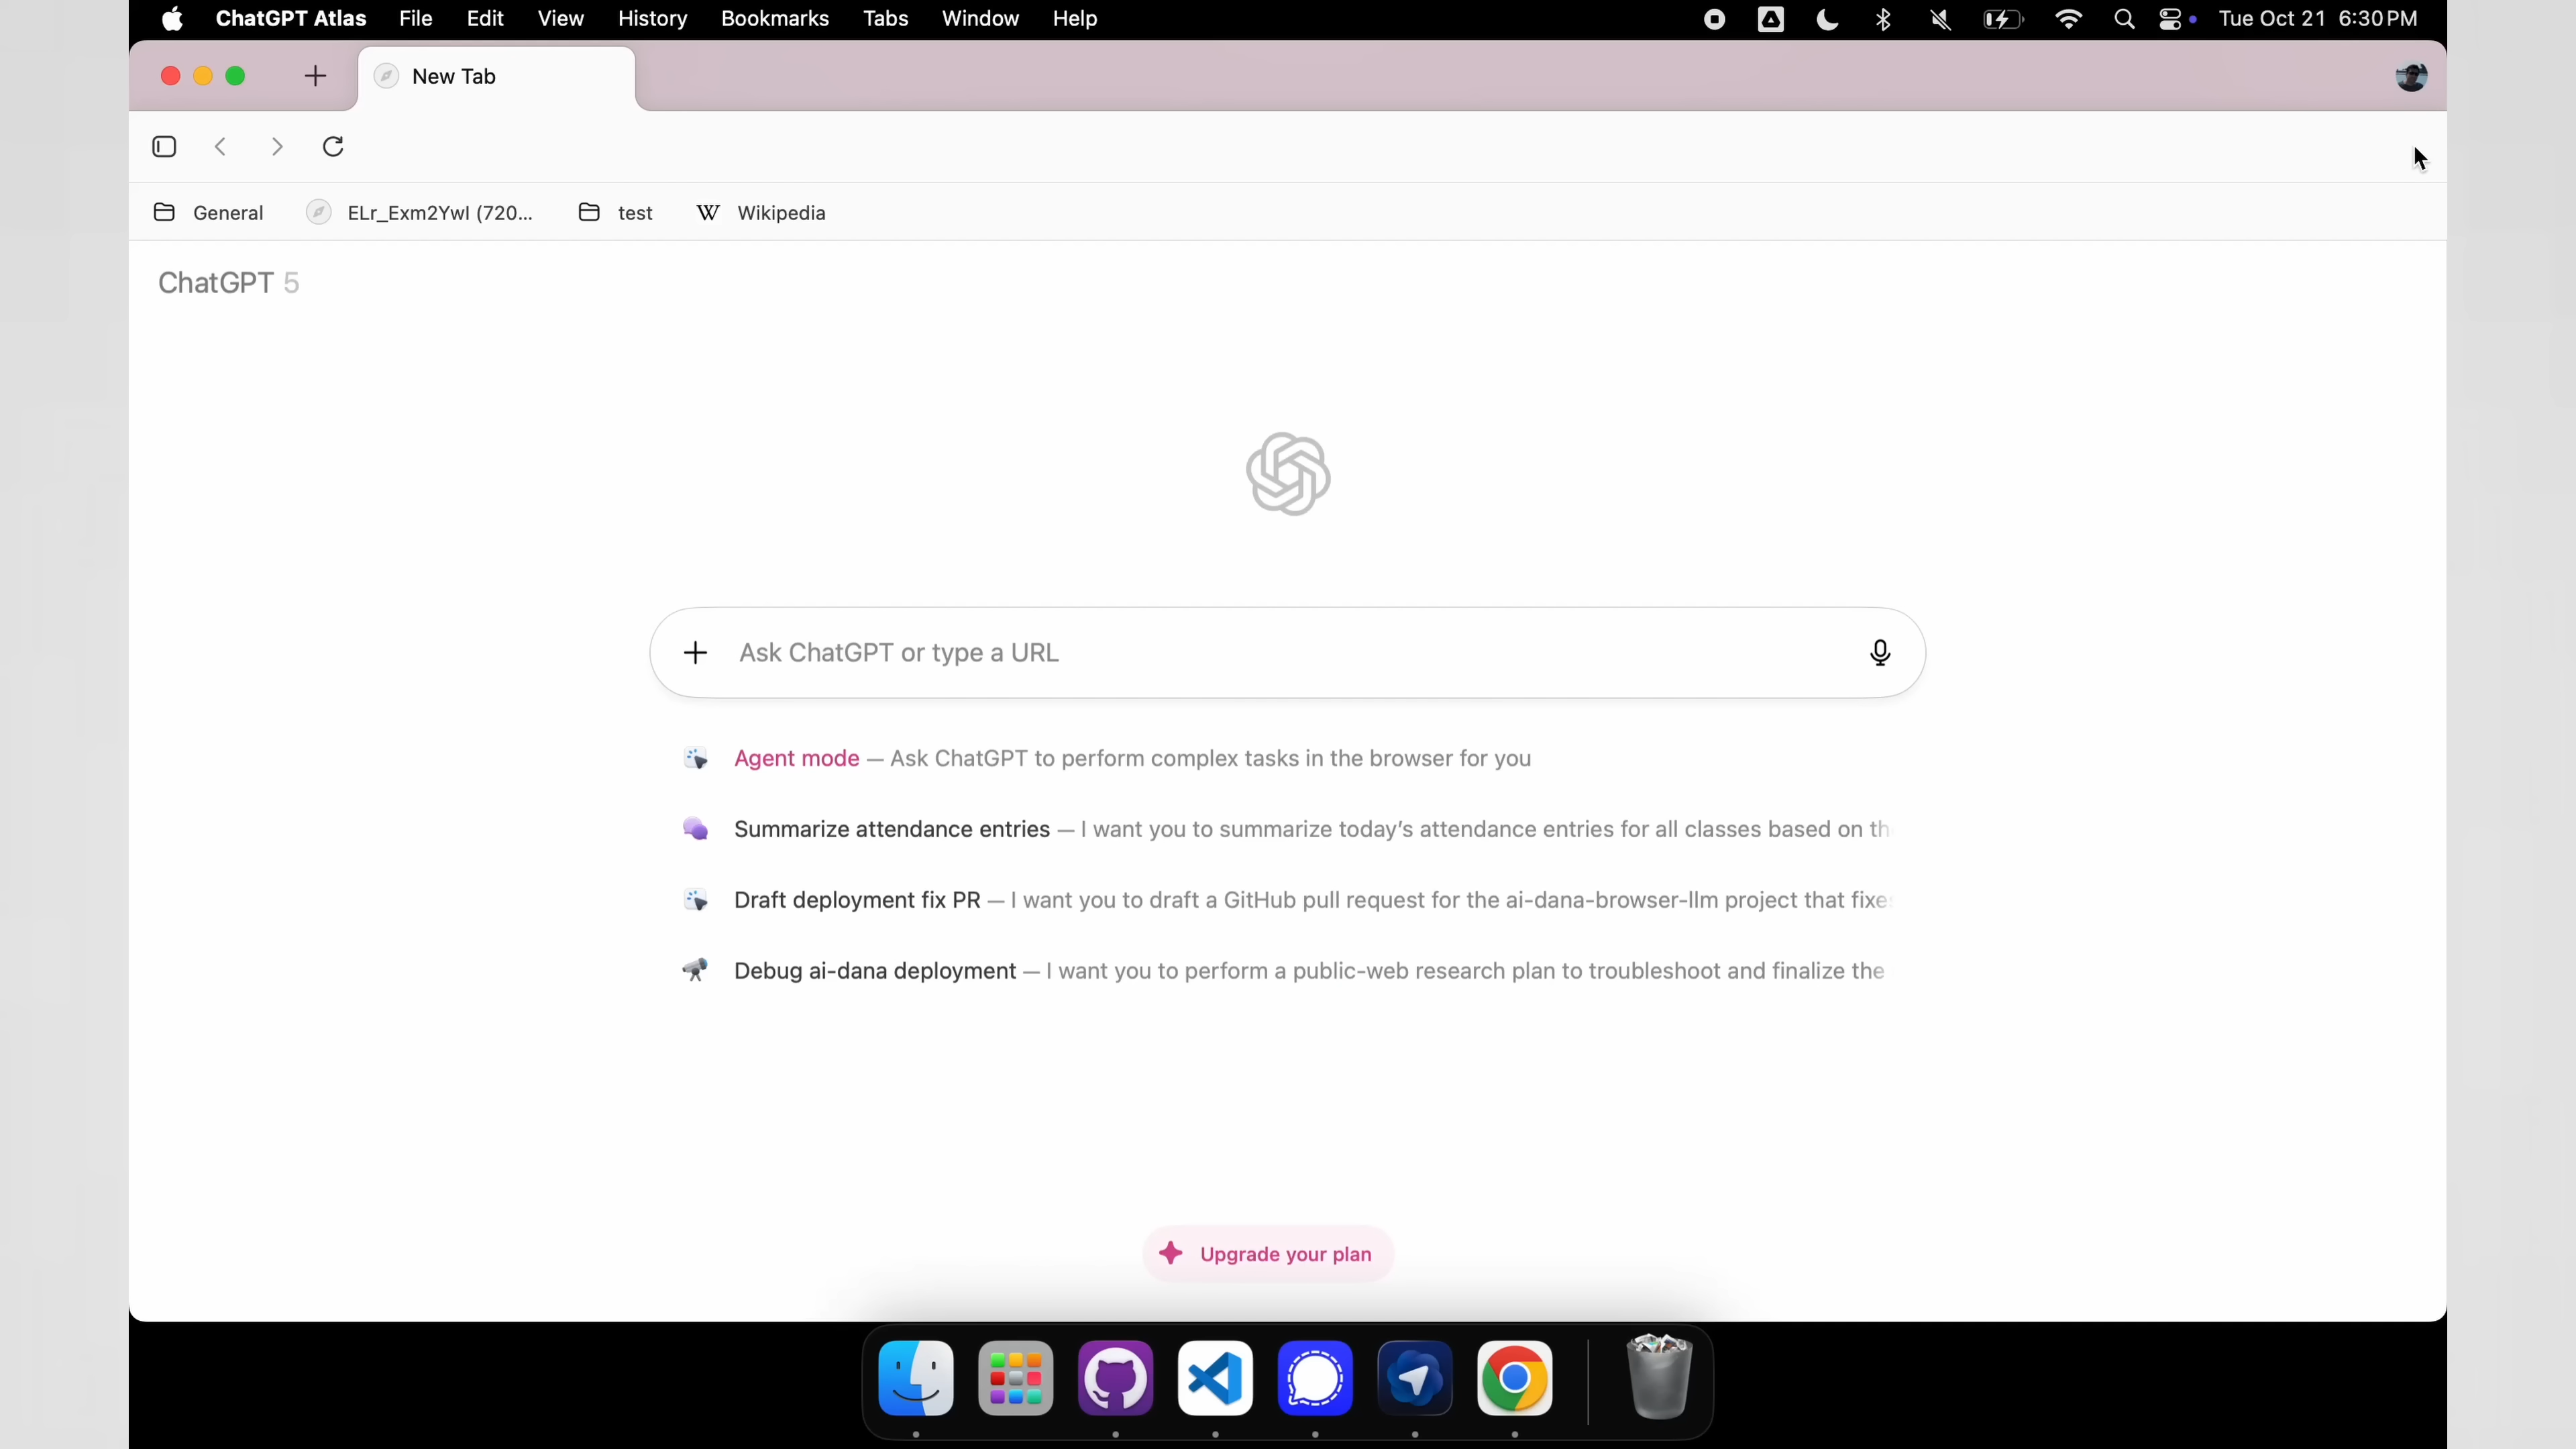 ChatGPT Atlas File Edit View History Bookmarks Tabs Window Help Tue Oct 21 6:30 PM
New Tab
General ELr_Exm2YwI (720... test W Wikipedia
ChatGPT 5
Ask ChatGPT or type a URL
Agent mode — Ask ChatGPT to perform complex tasks in the browser for you
Summarize attendance entries — I want you to summarize today's attendance entries for all classes based on th
Draft deployment fix PR — I want you to draft a GitHub pull request for the ai-dana-browser-llm project that fixes
Debug ai-dana deployment — I want you to perform a public-web research plan to troubleshoot and finalize the
Upgrade your plan